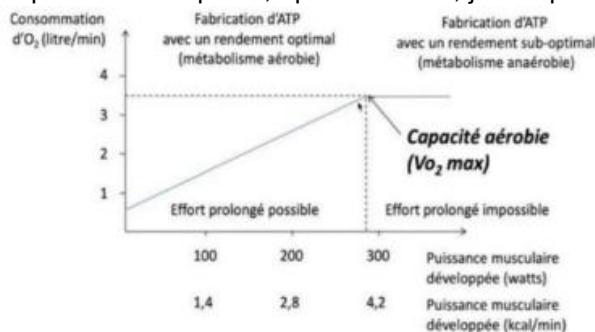 Consommation
d'O₂ (litre/min)
Fabrication d'ATP
avec un rendement optimal
(métabolisme aérobie)
Fabrication d'ATP
avec un rendement sub-optimal
(métabolisme anaérobie)
4
3
2
1
Capacité aérobie
(Vo₂ max)
Effort prolongé possible
Effort prolongé impossible
100 200 300
Puissance musculaire
développée (watts)
1,4 2,8 4,2
Puissance musculaire
développée (kcal/min)